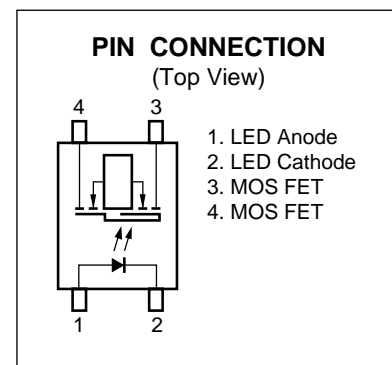 PIN CONNECTION
(Top View)
4 3
1. LED Anode
2. LED Cathode
3. MOS FET
4. MOS FET
1 2